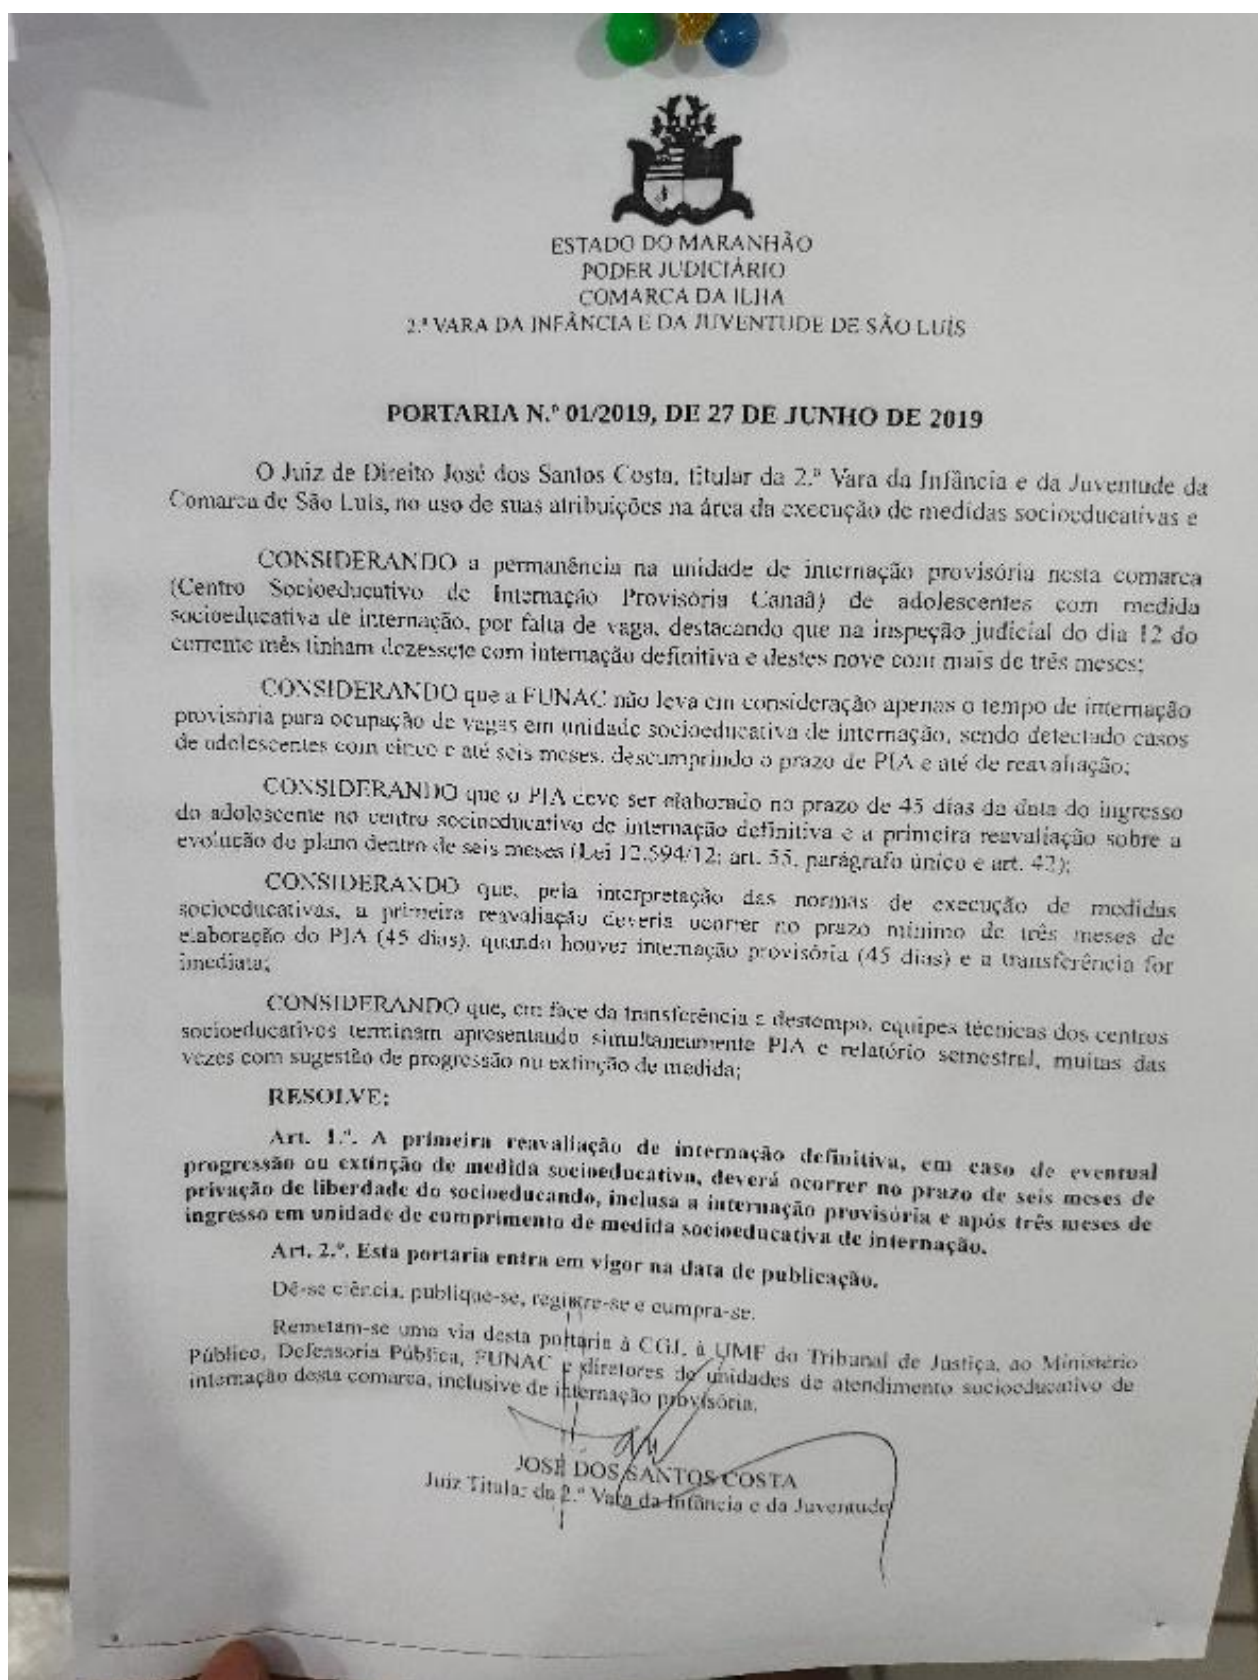 ESTADO DO MARANHÃO
PODER JUDICIÁRIO
COMARCA DA ILHA
2.ª VARA DA INFÂNCIA E DA JUVENTUDE DE SÃO LUÍS
PORTARIA N.º 01/2019, DE 27 DE JUNHO DE 2019
O Juiz de Direito José dos Santos Costa, titular da 2.ª Vara da Infância e da Juventude da
Comarca de São Luís, no uso de suas atribuições na área da execução de medidas socioeducativas e
CONSIDERANDO a permanência na unidade de internação provisória nesta comarca
(Centro Socioeducativo de Internação Provisória Canaã) de adolescentes com medida
socioeducativa de internação, por falta de vaga, destacando que na inspeção judicial do dia 12 do
corrente mês tinham dezessete com internação definitiva e destes nove com mais de três meses;
CONSIDERANDO que a FUNAC não leva em consideração apenas o tempo de internação
provisória para ocupação de vagas em unidade socioeducativa de internação, sendo detectado casos
de adolescentes com cinco e até seis meses, descumprindo o prazo de PIA e até de reavaliação;
CONSIDERANDO que o PIA deve ser elaborado no prazo de 45 dias da data do ingresso
do adolescente no centro socioeducativo de internação definitiva e a primeira reavaliação sobre a
evolução do plano dentro de seis meses (Lei 12.594/12: art. 55, parágrafo único e art. 42);
CONSIDERANDO que, pela interpretação das normas de execução de medidas
socioeducativas, a primeira reavaliação deveria ocorrer no prazo mínimo de três meses de
elaboração do PIA (45 dias), quando houver internação provisória (45 dias) e a transferência for
imediata;
CONSIDERANDO que, em face da transferência a destempo, equipes técnicas dos centros
socioeducativos terminam apresentando simultaneamente PIA e relatório semestral, muitas das
vezes com sugestão de progressão ou extinção de medida;
RESOLVE:
Art. 1.º. A primeira reavaliação de internação definitiva, em caso de eventual
progressão ou extinção de medida socioeducativa, deverá ocorrer no prazo de seis meses de
privação de liberdade do socioeducando, inclusa a internação provisória e após três meses de
ingresso em unidade de comprimento de medida socioeducativa de internação.
Art. 2.º. Esta portaria entra em vigor na data de publicação.
Dê-se ciência, publique-se, registre-se e cumpra-se.
Remetam-se uma via desta portaria à CGJ, à UMF do Tribunal de Justiça, ao Ministério
Público, Defensoria Pública, FUNAC e diretores de unidades de atendimento socioeducativo de
internação desta comarca, inclusive de internação provisória.
JOSÉ DOS SANTOS COSTA
Juiz Titular da 2.ª Vara da Infância e da Juventude